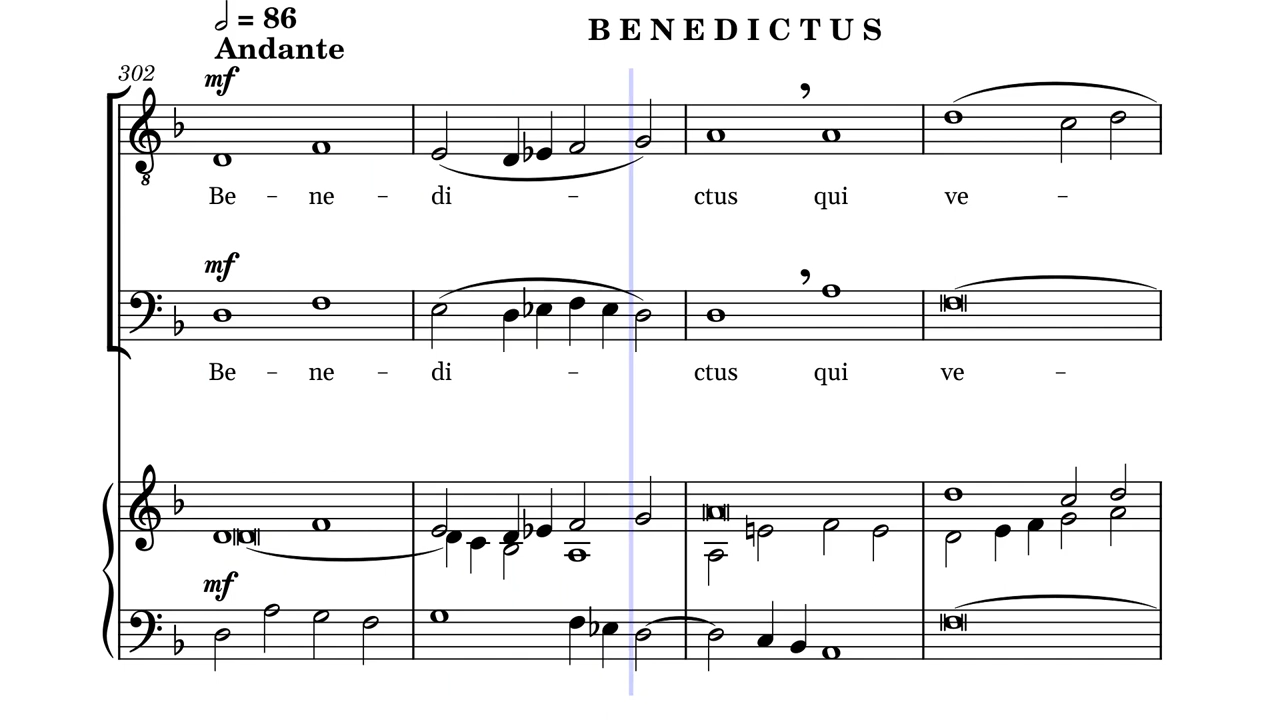 𝅗𝅥 = 86
BENEDICTUS
Andante
302
mf
8
Be - ne - di - ctus qui ve -
mf
Be - ne - di - ctus qui ve -
mf